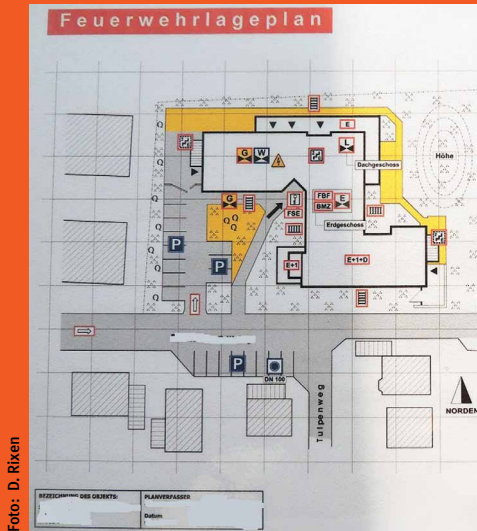 Feuerwehrlageplan
E
L
G W
Dachgeschoss
Höhe
G
FBF
E
BMZ
FSE
Erdgeschoss
P
P
E+1
E+1+D
P
DN 100
Tulpenweg
NORDEN
BEZEICHNUNG DES OBJEKTS:
PLANVERFASSER
Datum:
Foto: D. Rixen